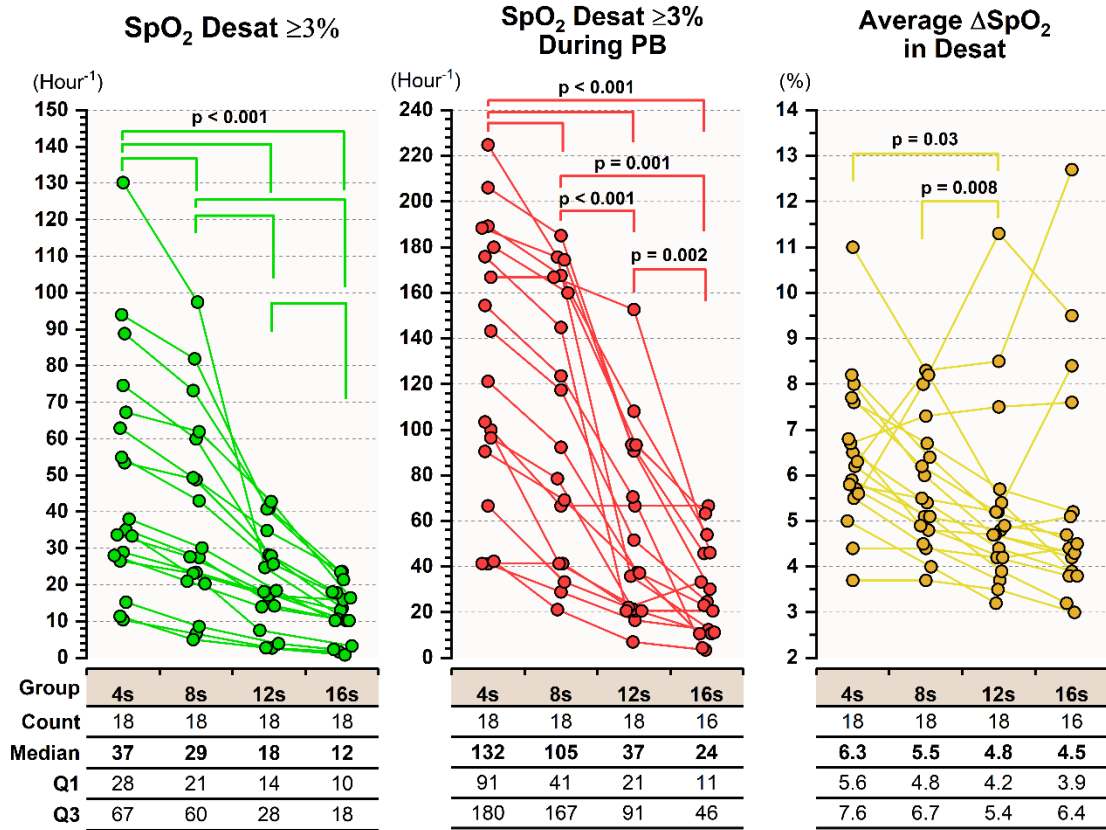 SpO2 Desat ≥3%
(Hour-1)
150
140
130
120
110
100
90
80
70
60
50
40
30
20
10
0
p < 0.001
Group 4s 8s 12s 16s
Count 18 18 18 18
Median 37 29 18 12
Q1 28 21 14 10
Q3 67 60 28 18
SpO2 Desat ≥3%
During PB
(Hour-1)
240
220
200
180
160
140
120
100
80
60
40
20
0
p < 0.001
p = 0.001
p < 0.001
p = 0.002
4s 8s 12s 16s
18 18 18 16
132 105 37 24
91 41 21 11
180 167 91 46
Average ΔSpO2
in Desat
(%)
14
13
12
11
10
9
8
7
6
5
4
3
2
p = 0.03
p = 0.008
4s 8s 12s 16s
18 18 18 16
6.3 5.5 4.8 4.5
5.6 4.8 4.2 3.9
7.6 6.7 5.4 6.4